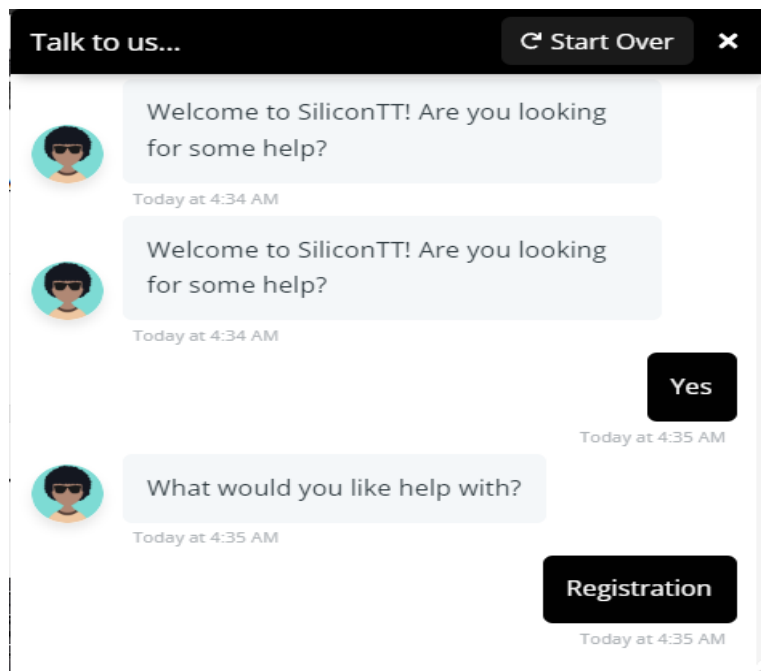 Talk to us...
Start Over
Welcome to SiliconTT! Are you looking
for some help?
Today at 4:34 AM
Welcome to SiliconTT! Are you looking
for some help?
Today at 4:34 AM
Yes
Today at 4:35 AM
What would you like help with?
Today at 4:35 AM
Registration
Today at 4:35 AM